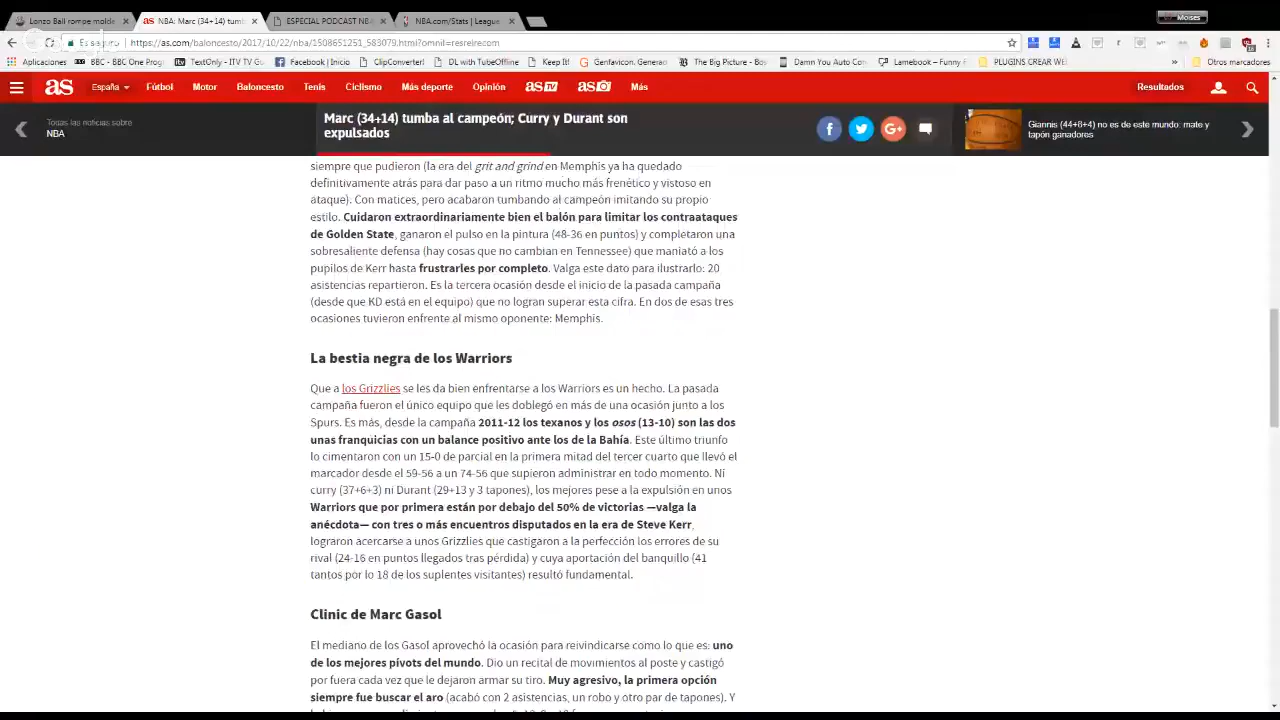 Lonzo Ball rompe molde
NBA: Marc (34+14) tumb
ESPECIAL PODCAST NBA
NBA.com/Stats | League
Moises
Es seguro
https://as.com/baloncesto/2017/10/22/nba/1508651251_583079.html?omnil=resreirecom
Aplicaciones
BBC - BBC One Progr
TextOnly - ITV TV Gu
Facebook | Inicio
ClipConverter!
DL with TubeOffline
Keep It!
Genfavicon. Generac
The Big Picture - Bos
Damn You Auto Corr
Lamebook – Funny F
PLUGINS CREAR WEB
»
Otros marcadores
as
España
Fútbol
Motor
Baloncesto
Tenis
Ciclismo
Más deporte
Opinión
as TV
as
Más
Resultados
Todas las noticias sobre
NBA
Marc (34+14) tumba al campeón; Curry y Durant son
expulsados
Giannis (44+8+4) no es de este mundo: mate y
tapón ganadores
siempre que pudieron (la era del grit and grind en Memphis ya ha quedado
definitivamente atrás para dar paso a un ritmo mucho más frenético y vistoso en
ataque). Con matices, pero acabaron tumbando al campeón imitando su propio
estilo. Cuidaron extraordinariamente bien el balón para limitar los contraataques
de Golden State, ganaron el pulso en la pintura (48-36 en puntos) y completaron una
sobresaliente defensa (hay cosas que no cambian en Tennessee) que maniató a los
pupilos de Kerr hasta frustrarles por completo. Valga este dato para ilustrarlo: 20
asistencias repartieron. Es la tercera ocasión desde el inicio de la pasada campaña
(desde que KD está en el equipo) que no logran superar esta cifra. En dos de esas tres
ocasiones tuvieron enfrente al mismo oponente: Memphis.
La bestia negra de los Warriors
Que a los Grizzlies se les da bien enfrentarse a los Warriors es un hecho. La pasada
campaña fueron el único equipo que les doblegó en más de una ocasión junto a los
Spurs. Es más, desde la campaña 2011-12 los texanos y los osos (13-10) son las dos
unas franquicias con un balance positivo ante los de la Bahía. Este último triunfo
lo cimentaron con un 15-0 de parcial en la primera mitad del tercer cuarto que llevó el
marcador desde el 59-56 a un 74-56 que supieron administrar en todo momento. Ni
curry (37+6+3) ni Durant (29+13 y 3 tapones), los mejores pese a la expulsión en unos
Warriors que por primera están por debajo del 50% de victorias —valga la
anécdota— con tres o más encuentros disputados en la era de Steve Kerr,
lograron acercarse a unos Grizzlies que castigaron a la perfección los errores de su
rival (24-16 en puntos llegados tras pérdida) y cuya aportación del banquillo (41
tantos por lo 18 de los suplentes visitantes) resultó fundamental.
Clinic de Marc Gasol
El mediano de los Gasol aprovechó la ocasión para reivindicarse como lo que es: uno
de los mejores pivots del mundo. Dio un recital de movimientos al poste y castigó
por fuera cada vez que le dejaron armar su tiro. Muy agresivo, la primera opción
siempre fue buscar el aro (acabó con 2 asistencias, un robo y otro par de tapones). Y